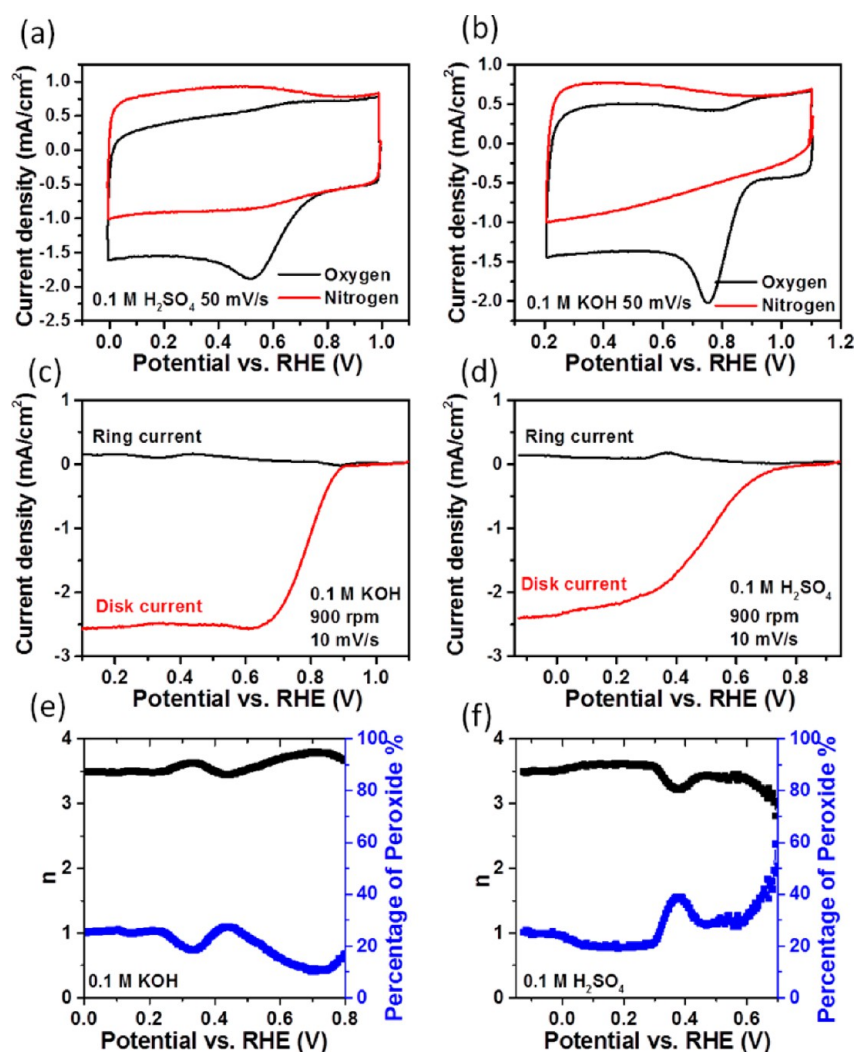 (a)
Current density (mA/cm²)
1.0
0.5
0.0
-0.5
-1.0
-1.5
-2.0
-2.5
Oxygen
Nitrogen
0.1 M H₂SO₄ 50 mV/s
0.0 0.2 0.4 0.6 0.8 1.0
Potential vs. RHE (V)
(b)
Current density (mA/cm²)
1.0
0.5
0.0
-0.5
-1.0
-1.5
-2.0
Oxygen
Nitrogen
0.1 M KOH 50 mV/s
0.2 0.4 0.6 0.8 1.0 1.2
Potential vs. RHE (V)
(c)
Current density (mA/cm²)
1
0
-1
-2
-3
Ring current
Disk current
0.1 M KOH
900 rpm
10 mV/s
0.2 0.4 0.6 0.8 1.0
Potential vs. RHE (V)
(d)
Current density (mA/cm²)
1
0
-1
-2
-3
Ring current
Disk current
0.1 M H₂SO₄
900 rpm
10 mV/s
0.0 0.2 0.4 0.6 0.8
Potential vs. RHE (V)
(e)
n
4
3
2
1
0
100
80
60
40
20
0
Percentage of Peroxide %
0.1 M KOH
0.0 0.2 0.4 0.6 0.8
Potential vs. RHE (V)
(f)
n
4
3
2
1
0
100
80
60
40
20
0
Percentage of Peroxide %
0.1 M H₂SO₄
0.0 0.2 0.4 0.6
Potential vs. RHE (V)